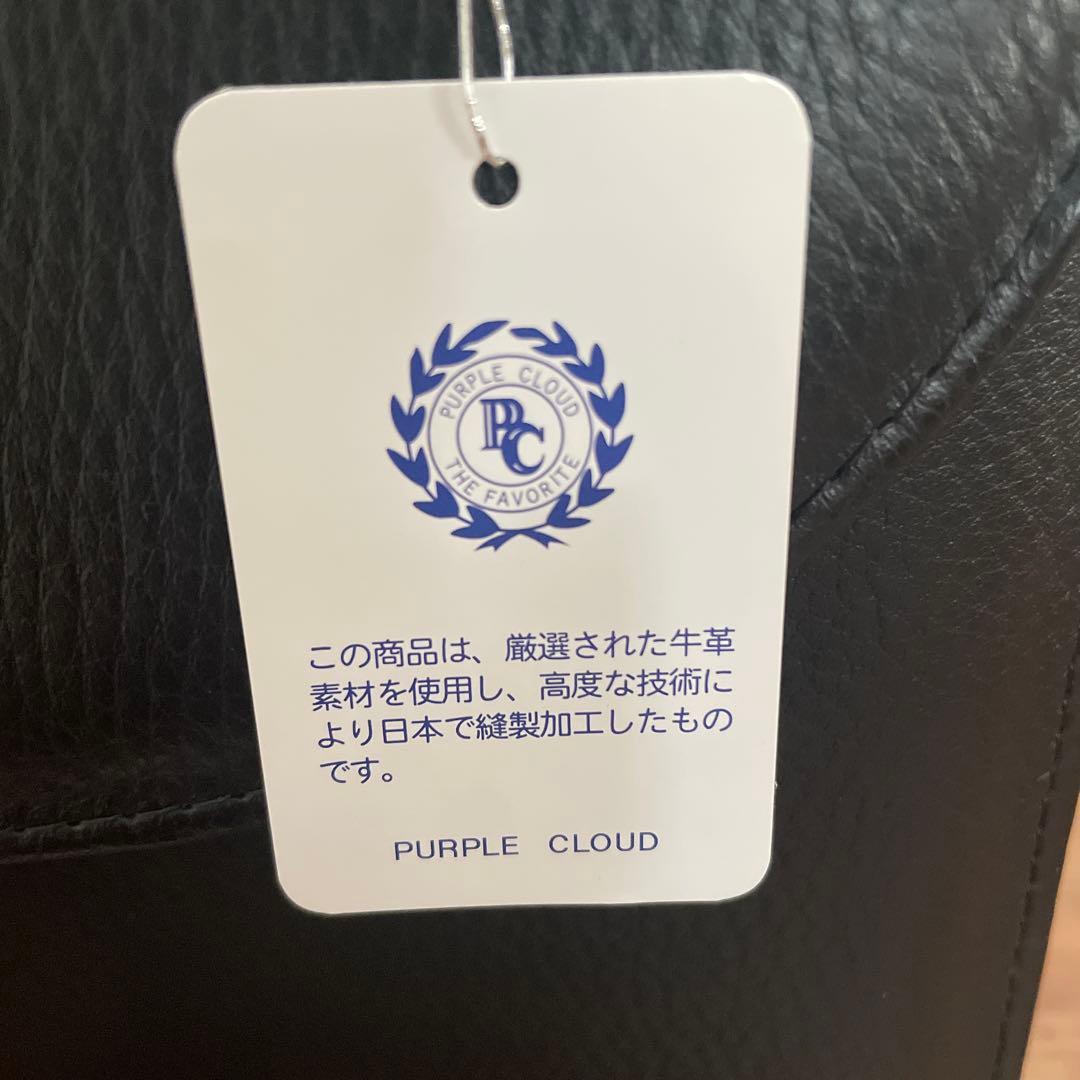 PURPLE CLOUD
PC
THE FAVORITE
この商品は、厳選された牛革
素材を使用し、高度な技術に
より日本で縫製加工したもの
です。
PURPLE CLOUD